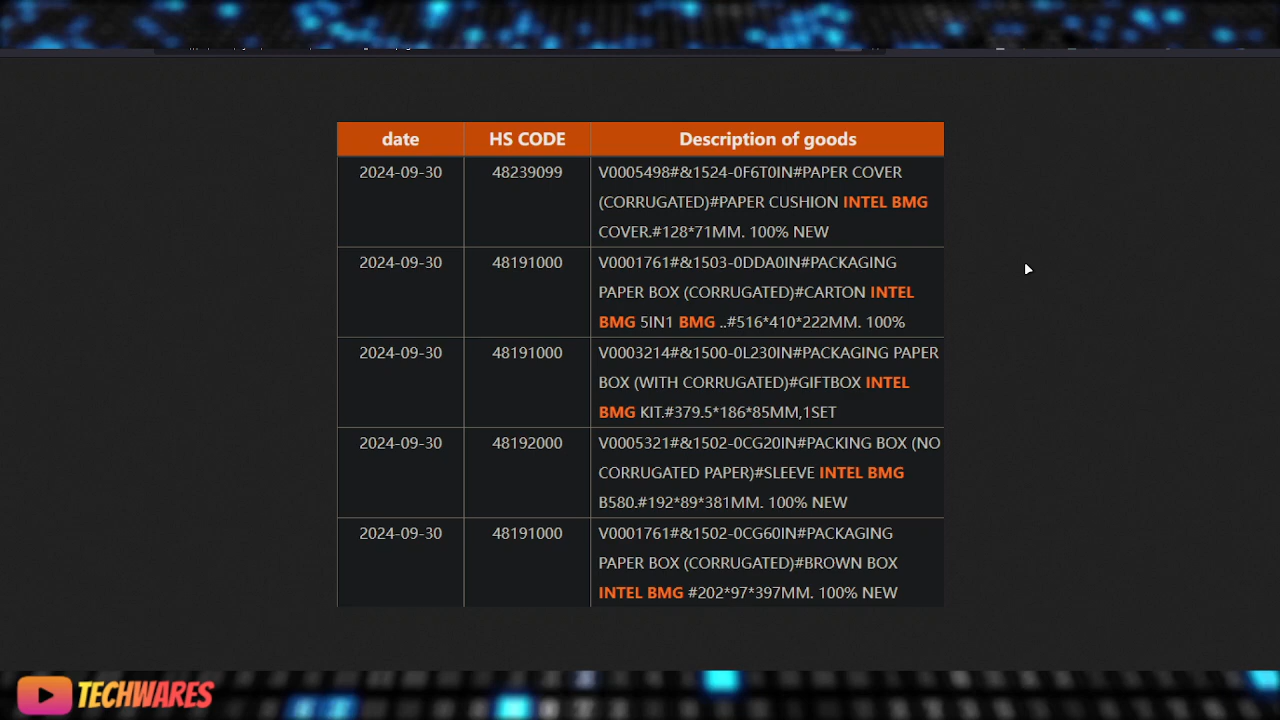 date HS CODE Description of goods
2024-09-30 48239099 V0005498#&1524-0F6T0IN#PAPER COVER
(CORRUGATED)#PAPER CUSHION INTEL BMG
COVER.#128*71MM. 100% NEW
2024-09-30 48191000 V0001761#&1503-0DDA0IN#PACKAGING
PAPER BOX (CORRUGATED)#CARTON INTEL
BMG 5IN1 BMG ..#516*410*222MM. 100%
2024-09-30 48191000 V0003214#&1500-0L230IN#PACKAGING PAPER
BOX (WITH CORRUGATED)#GIFTBOX INTEL
BMG KIT.#379.5*186*85MM,1SET
2024-09-30 48192000 V0005321#&1502-0CG20IN#PACKING BOX (NO
CORRUGATED PAPER)#SLEEVE INTEL BMG
B580.#192*89*381MM. 100% NEW
2024-09-30 48191000 V0001761#&1502-0CG60IN#PACKAGING
PAPER BOX (CORRUGATED)#BROWN BOX
INTEL BMG #202*97*397MM. 100% NEW
TECHWARES